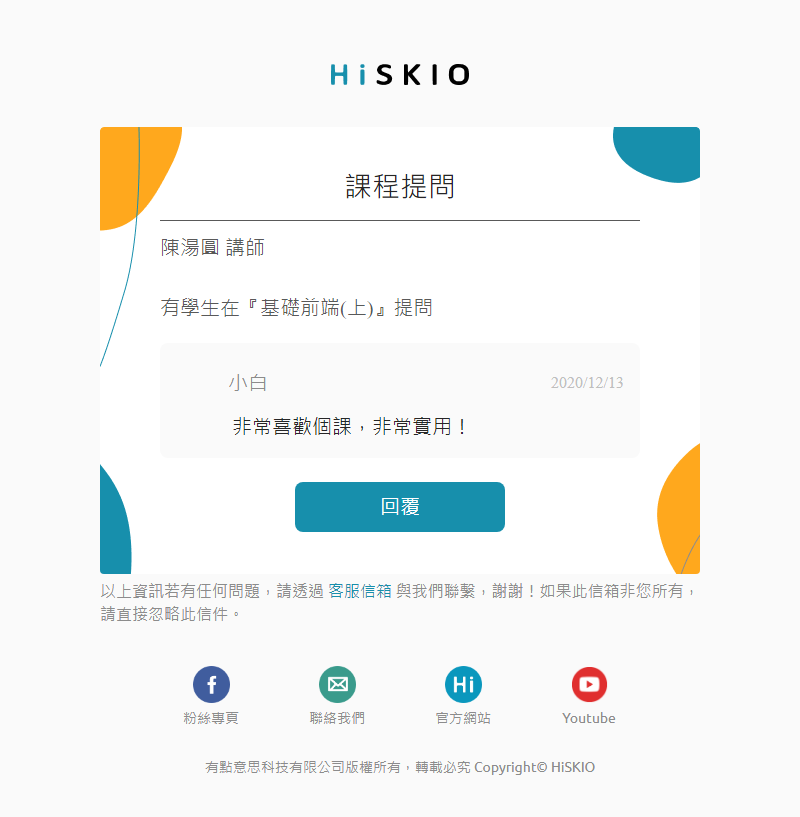 HiSKIO
課程提問
陳湯圓 講師
有學生在『基礎前端(上)』提問
小白
2020/12/13
非常喜歡個課，非常實用！
回覆
以上資訊若有任何問題，請透過 客服信箱 與我們聯繫，謝謝！如果此信箱非您所有，
請直接忽略此信件。
Hi
粉絲專頁
聯絡我們
官方網站
Youtube
有點意思科技有限公司版權所有，轉載必究 Copyright© HiSKIO